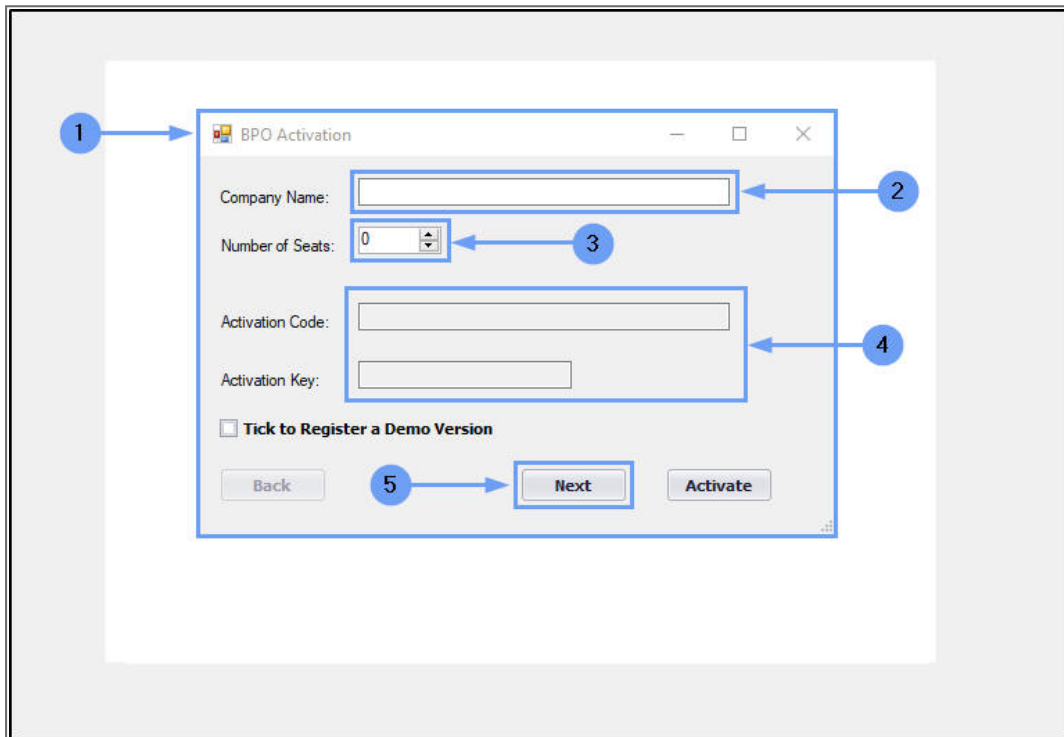 1
BPO Activation
Company Name:
2
Number of Seats:
0
3
Activation Code:
4
Activation Key:
Tick to Register a Demo Version
Back
5
Next
Activate